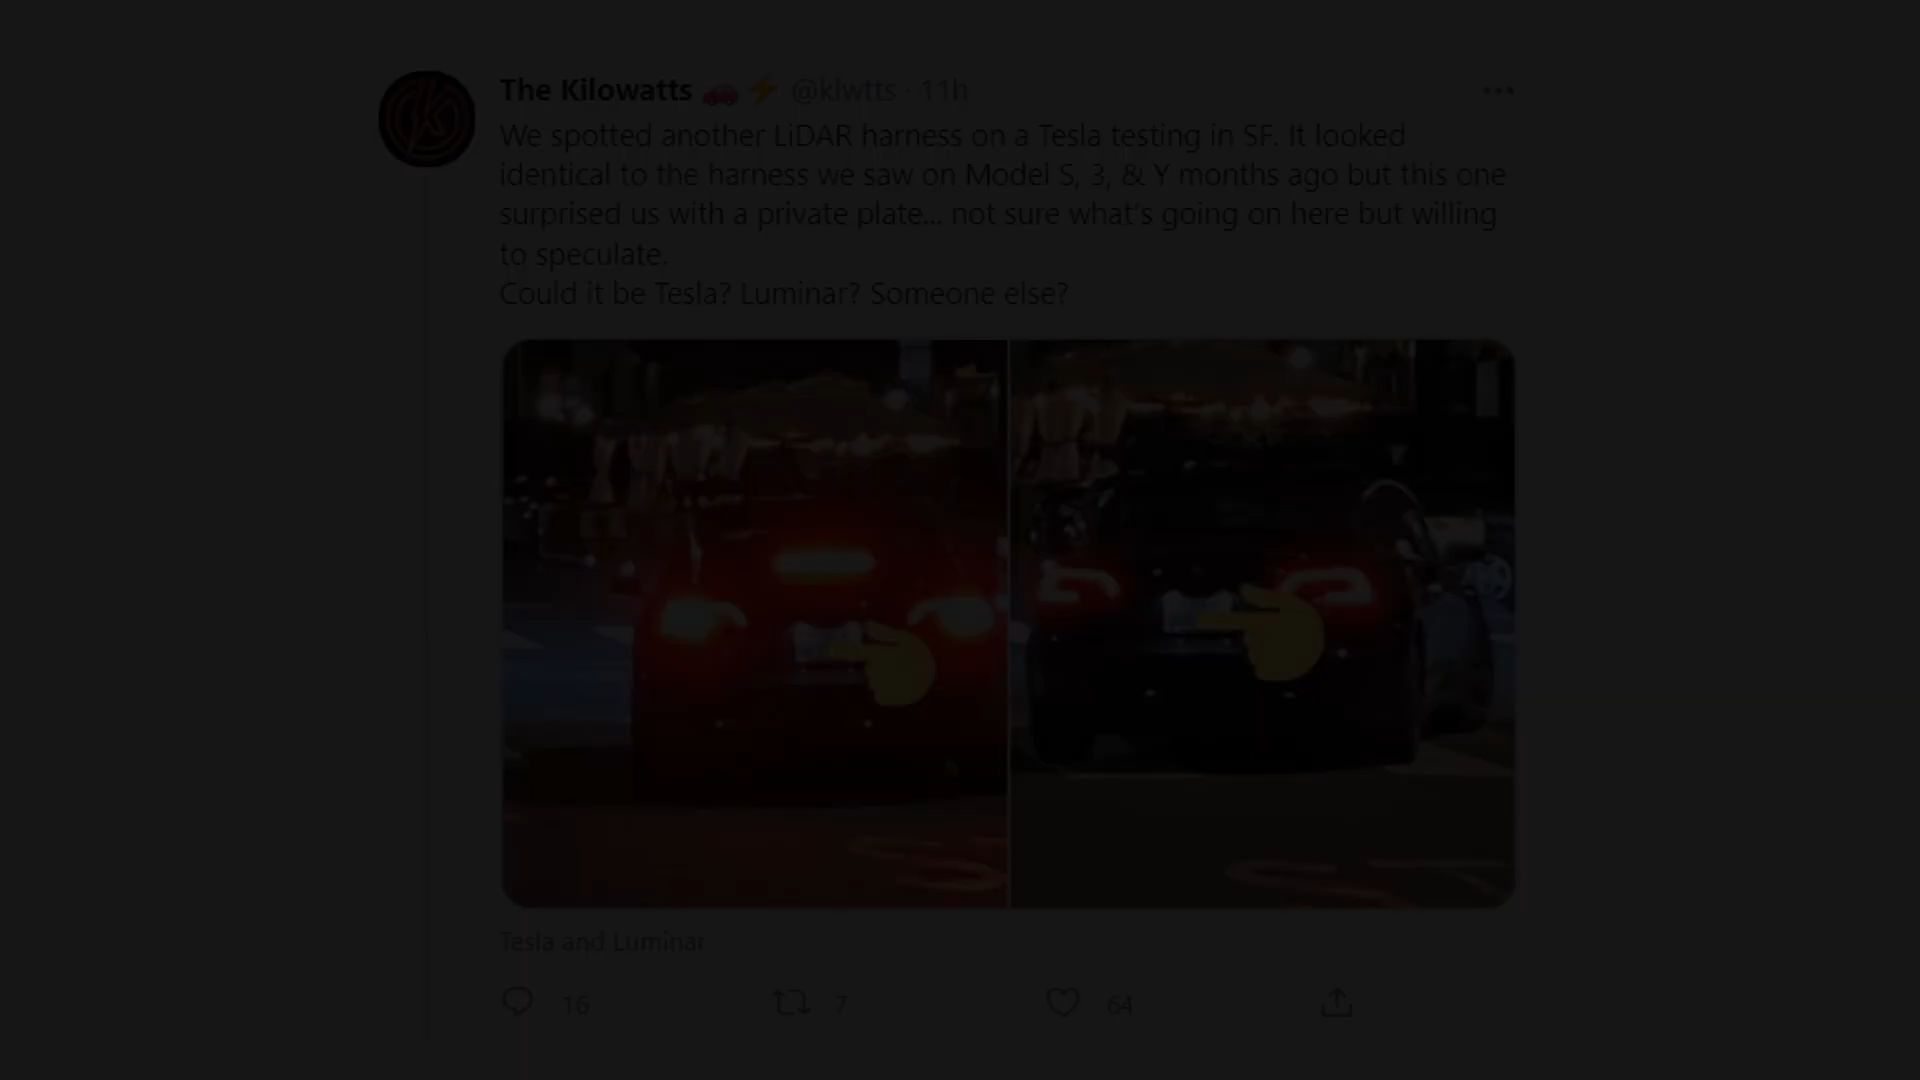 The Kilowatts 🚗⚡ @klwtts · 11h
We spotted another LiDAR harness on a Tesla testing in SF. It looked
identical to the harness we saw on Model S, 3, & Y months ago but this one
surprised us with a private plate... not sure what's going on here but willing
to speculate.
Could it be Tesla? Luminar? Someone else?
Tesla and Luminar
16 7 64